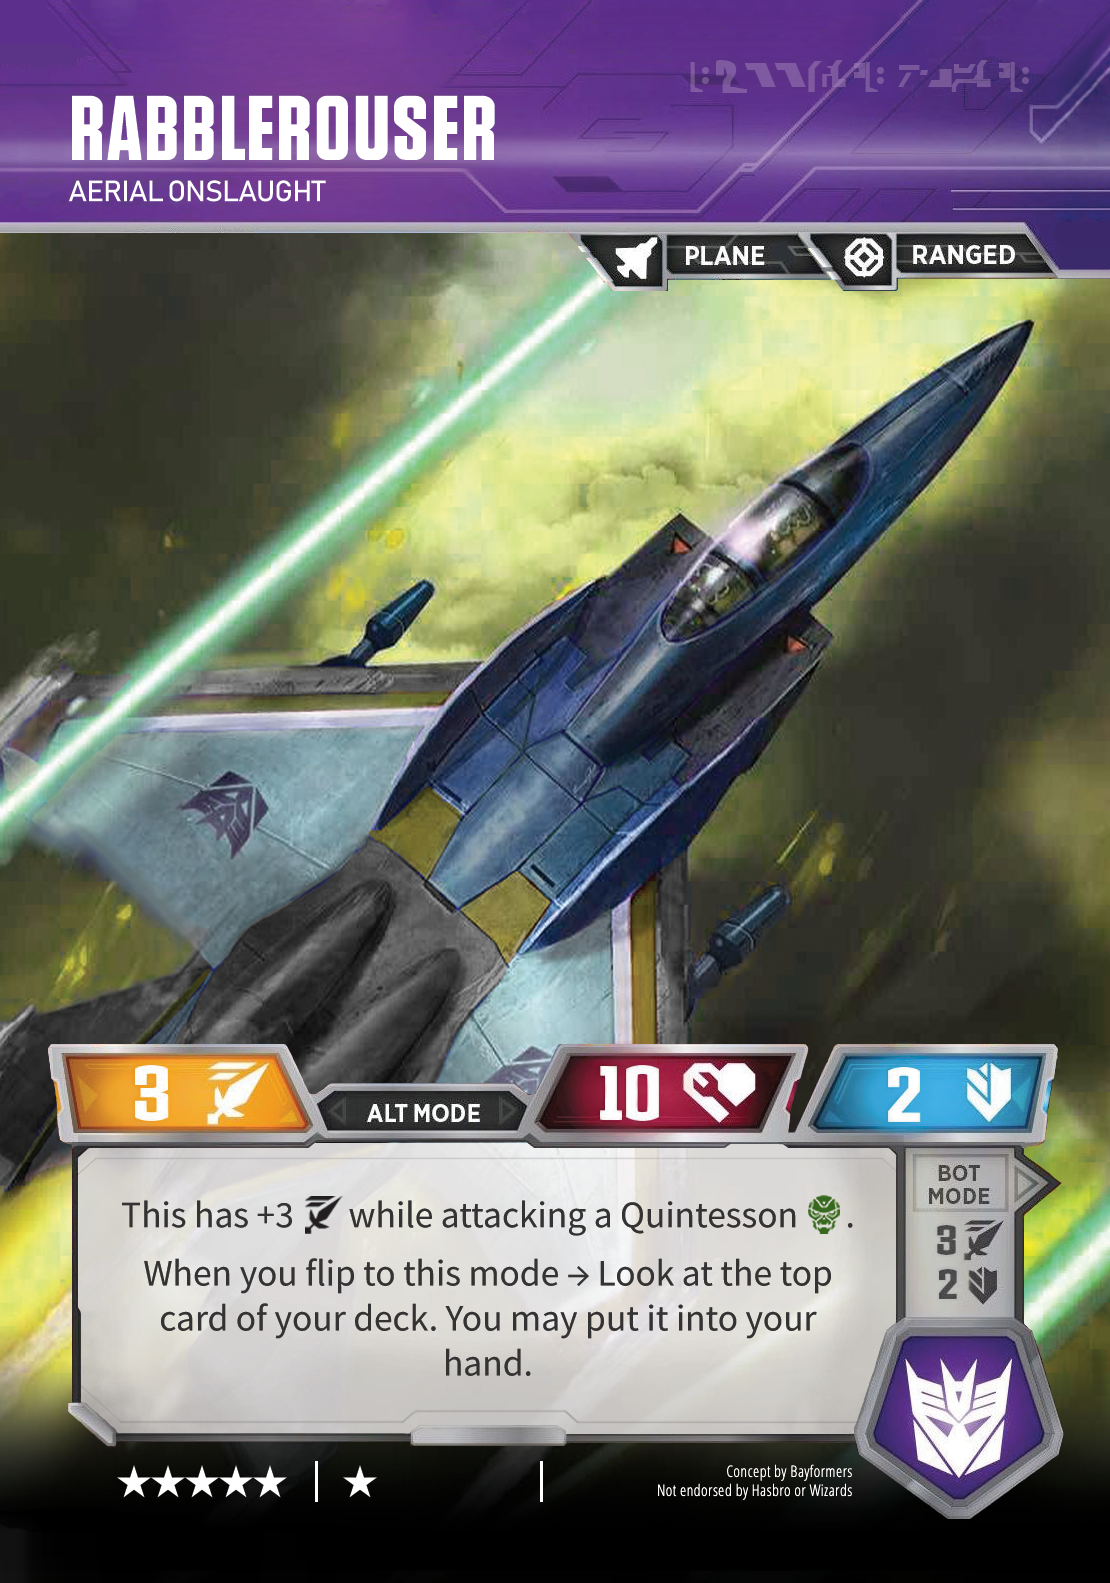 RABBLEROUSER
AERIAL ONSLAUGHT
PLANE
RANGED
3
ALT MODE
10
2
This has +3 while attacking a Quintesson .
When you flip to this mode → Look at the top
card of your deck. You may put it into your
hand.
BOT
MODE
3
2
★★★★★ | ★ |
Concept by Bayformers
Not endorsed by Hasbro or Wizards